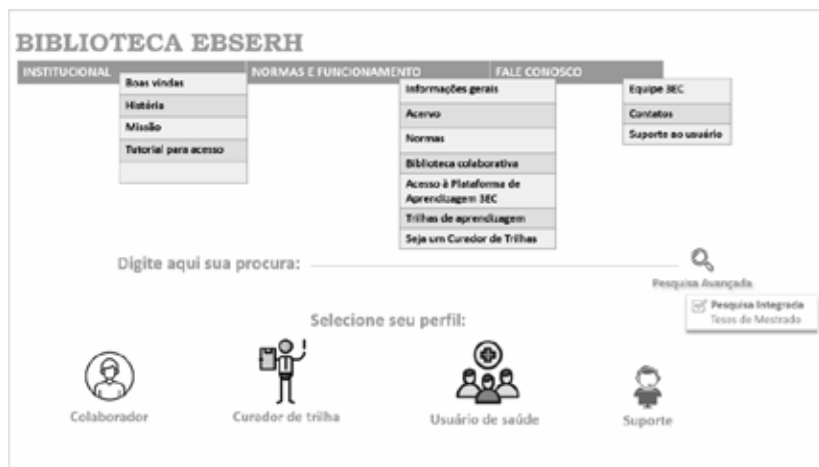 BIBLIOTECA EBSERH
INSTITUCIONAL
NORMAS E FUNCIONAMENTO
FALE CONOSCO
Boas vindas
História
Missão
Tutorial para acesso
Informações gerais
Acervo
Normas
Biblioteca colaborativa
Acesso à Plataforma de
Aprendizagem 3EC
Trilhas de aprendizagem
Seja um Curador de Trilhas
Equipe 3EC
Contatos
Suporte ao usuário
Digite aqui sua procura:
Pesquisa Avançada
Pesquisa Integrada
Teses de Mestrado
Selecione seu perfil:
Colaborador
Curador de trilha
Usuário de saúde
Suporte